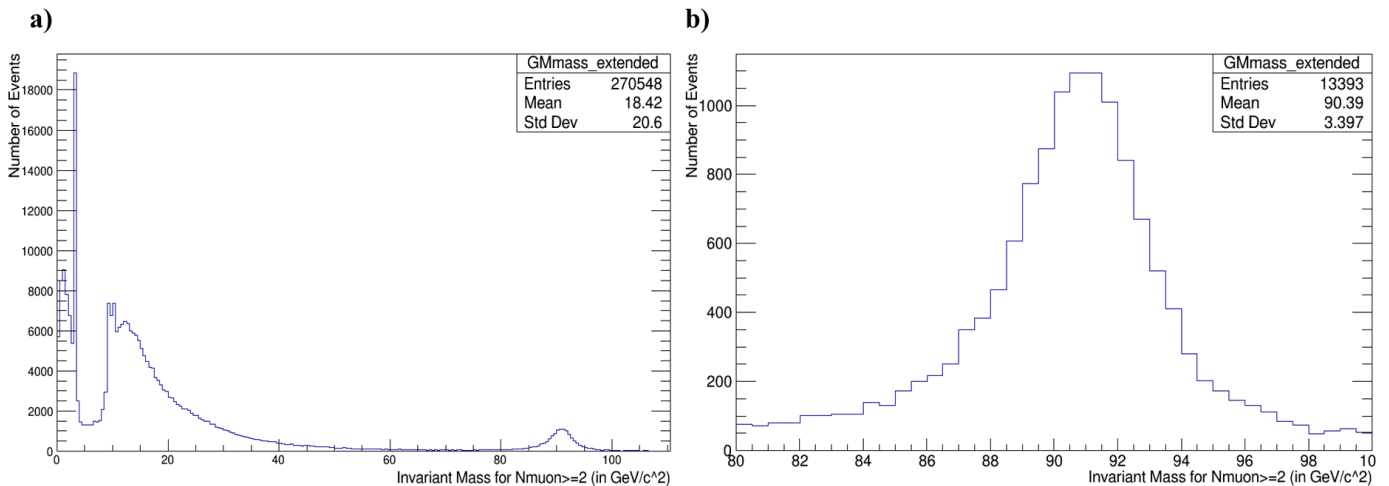 a)
GMmass_extended
Entries 270548
Mean 18.42
Std Dev 20.6
Number of Events
18000
16000
14000
12000
10000
8000
6000
4000
2000
0
0 20 40 60 80 100
Invariant Mass for Nmuon>=2 (in GeV/c^2)
b)
GMmass_extended
Entries 13393
Mean 90.39
Std Dev 3.397
Number of Events
1000
800
600
400
200
0
80 82 84 86 88 90 92 94 96 98 10
Invariant Mass for Nmuon>=2 (in GeV/c^2)